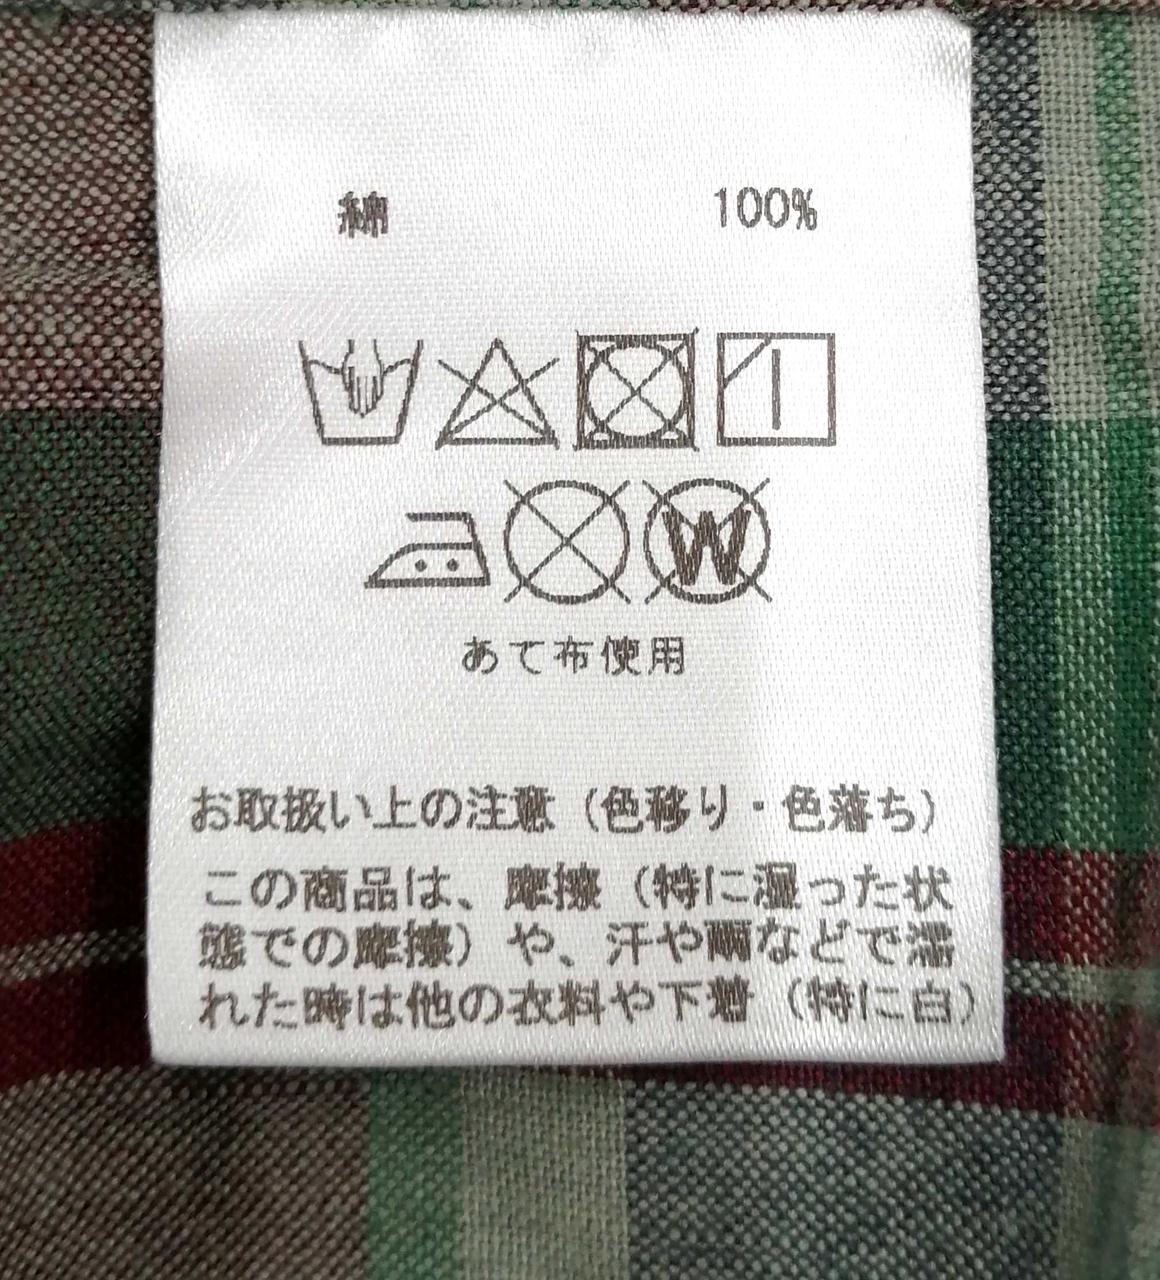 綿 100%
W
あて布使用
お取扱い上の注意（色移り・色落ち）
この商品は、摩擦（特に湿った状
態での摩擦）や、汗や雨などで濡
れた時は他の衣料や下着（特に白）